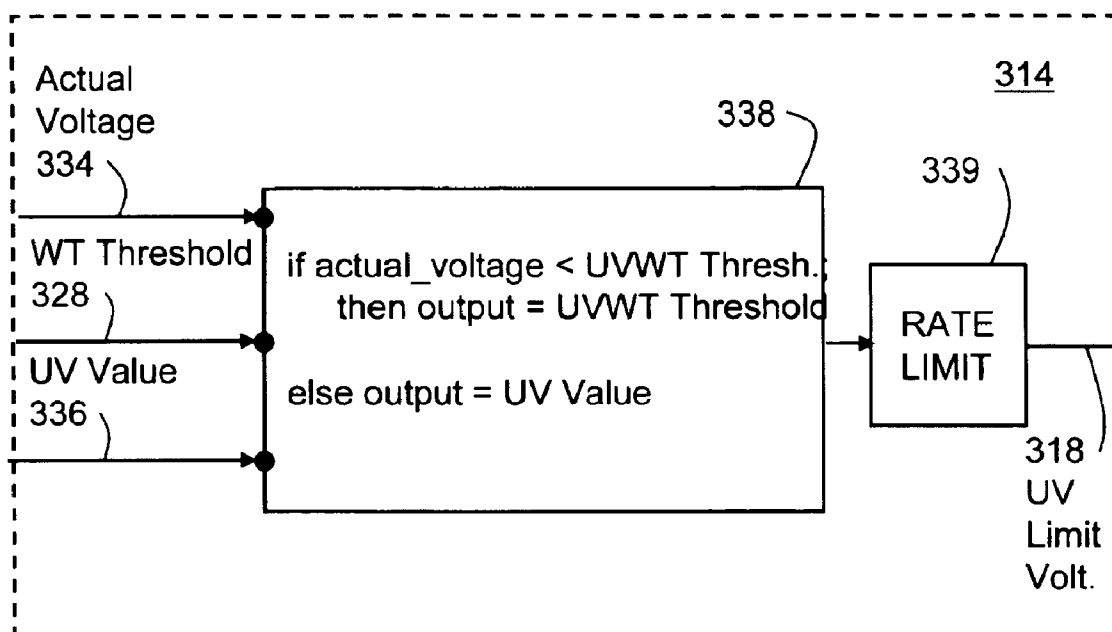 314
Actual
Voltage
334
338
339
WT Threshold
328
if actual_voltage < UVWT Thresh.;
then output = UVWT Threshold
UV Value
336
else output = UV Value
RATE
LIMIT
318
UV
Limit
Volt.